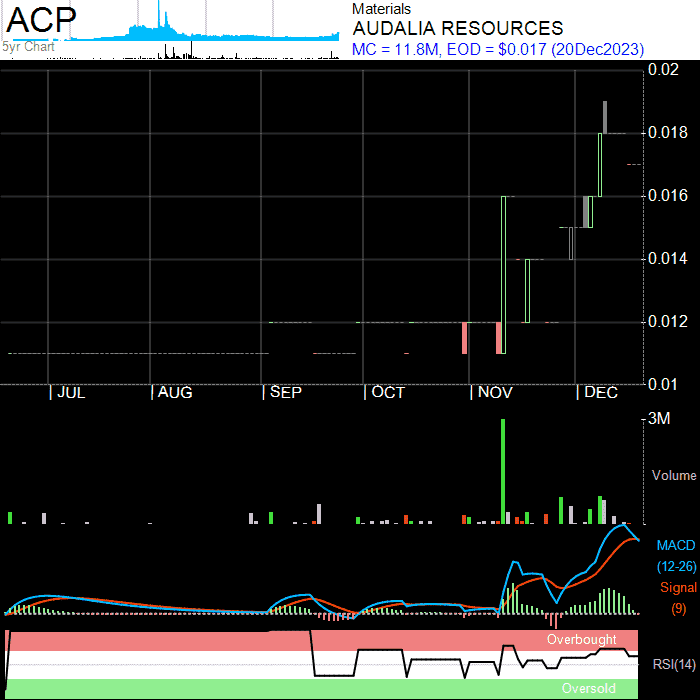 ACP
5yr Chart
Materials
AUDALIA RESOURCES
MC = 11.8M, EOD = $0.017 (20Dec2023)
0.02
0.018
0.016
0.014
0.012
0.01
JUL
AUG
SEP
OCT
NOV
DEC
3M
Volume
MACD
(12-26)
Signal
(9)
Overbought
RSI(14)
Oversold